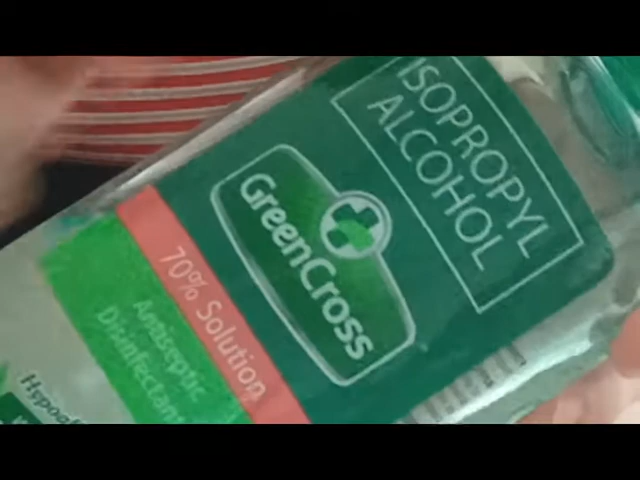 ISOPROPYL
ALCOHOL
GreenCross
70% Solution
Antiseptic
Disinfectant